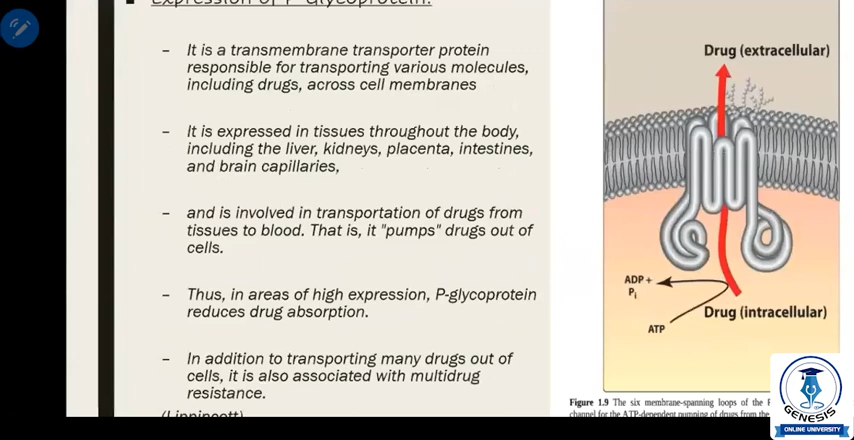 Expression of P-Glycoprotein:
– It is a transmembrane transporter protein
responsible for transporting various molecules,
including drugs, across cell membranes
– It is expressed in tissues throughout the body,
including the liver, kidneys, placenta, intestines,
and brain capillaries,
– and is involved in transportation of drugs from
tissues to blood. That is, it "pumps" drugs out of
cells.
– Thus, in areas of high expression, P-glycoprotein
reduces drug absorption.
– In addition to transporting many drugs out of
cells, it is also associated with multidrug
resistance.
(Lippincott)
Drug (extracellular)
ADP +
Pi
Drug (intracellular)
ATP
Figure 1.9 The six membrane-spanning loops of the
channel for the ATP-dependent pumping of drugs from the
GENESIS
ONLINE UNIVERSITY